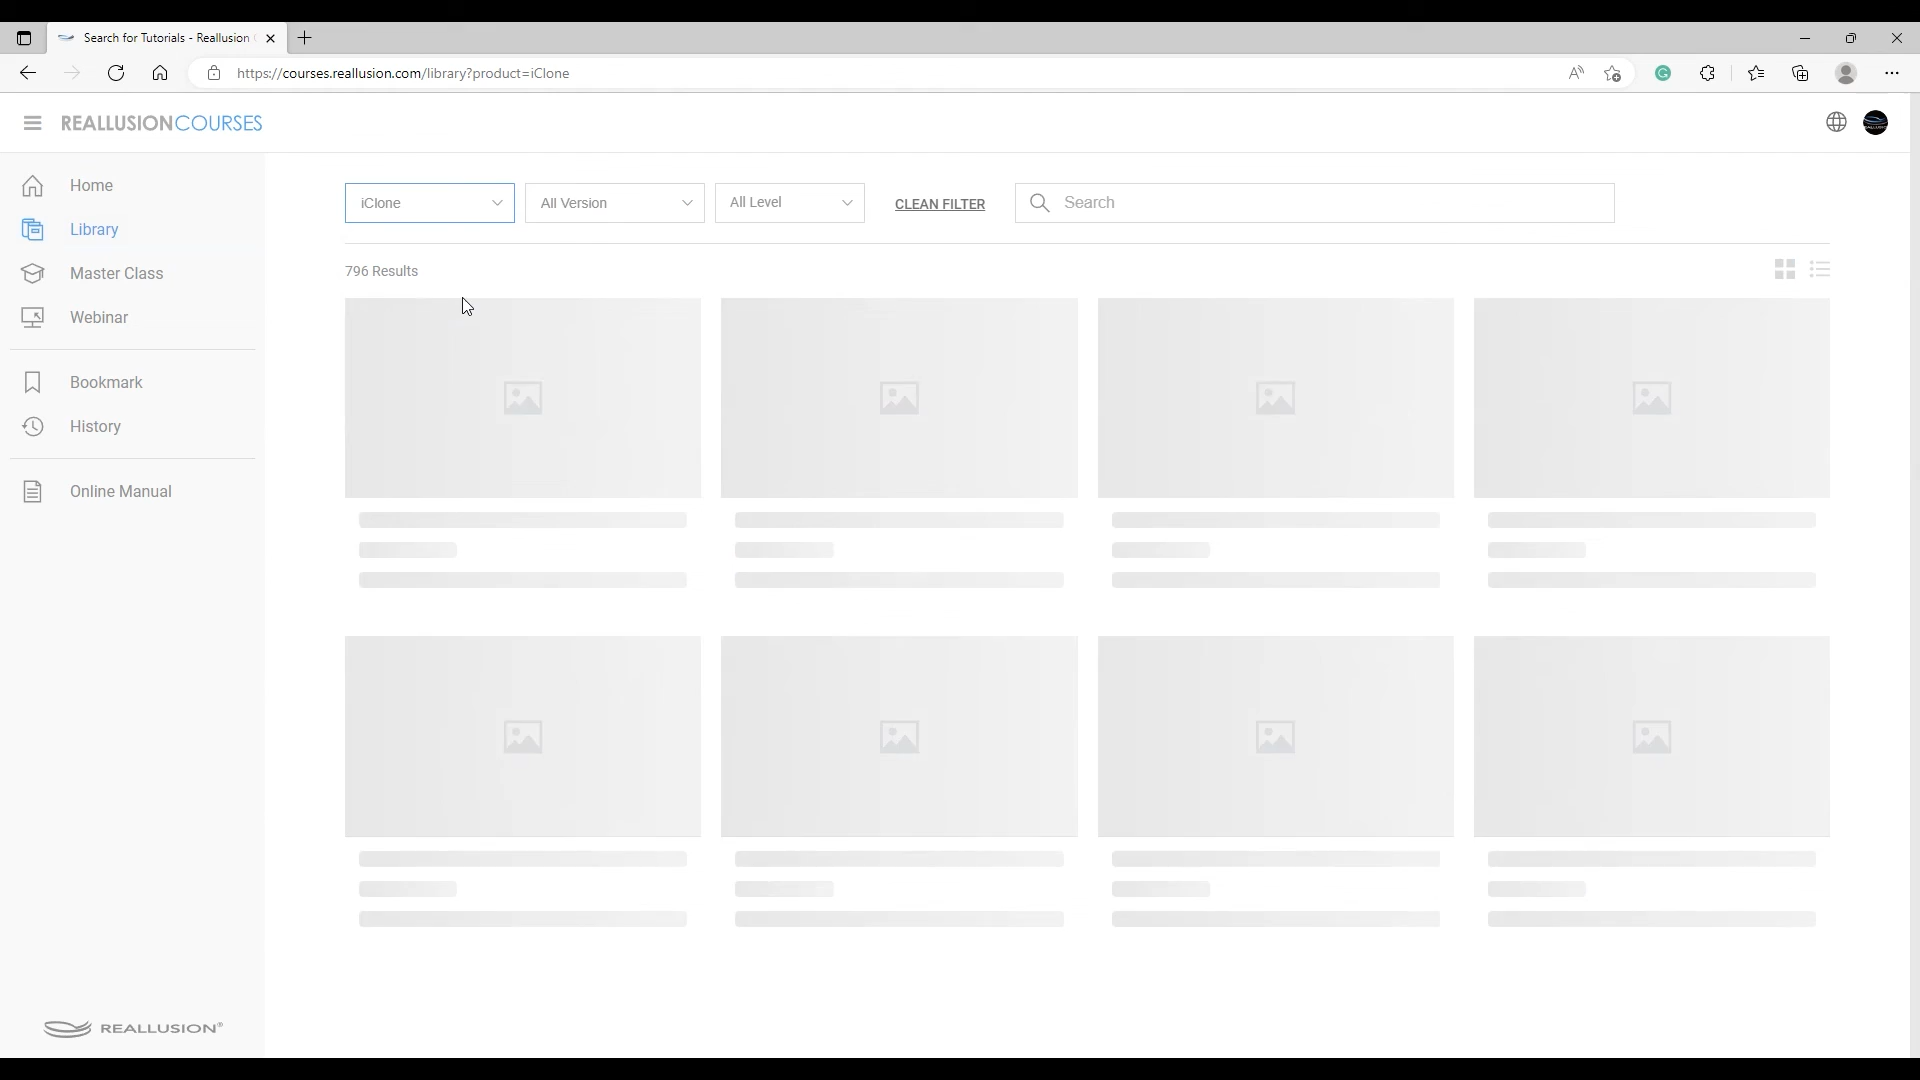 Search for Tutorials - Reallusion
https://courses.reallusion.com/library?product=iClone
REALLUSIONCOURSES
Home
Library
Master Class
Webinar
Bookmark
History
Online Manual
REALLUSION®
iClone
All Version
All Level
CLEAN FILTER
Search
796 Results